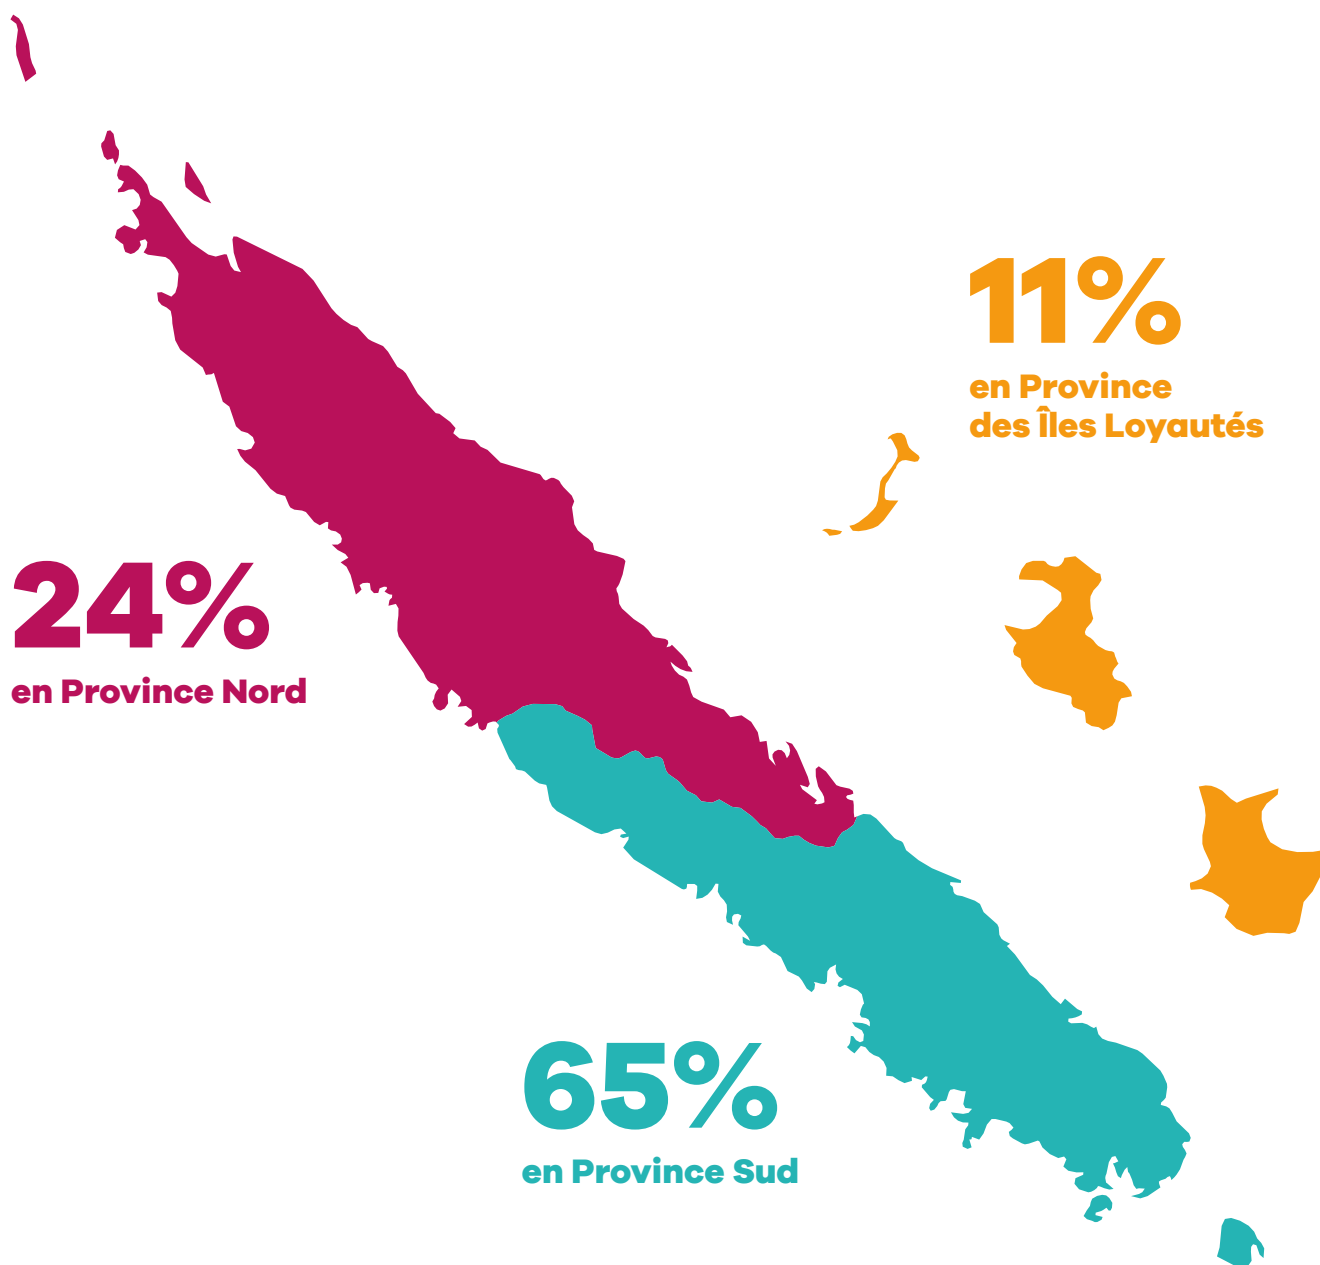 11%
en Province
des Îles Loyautés
24%
en Province Nord
65%
en Province Sud